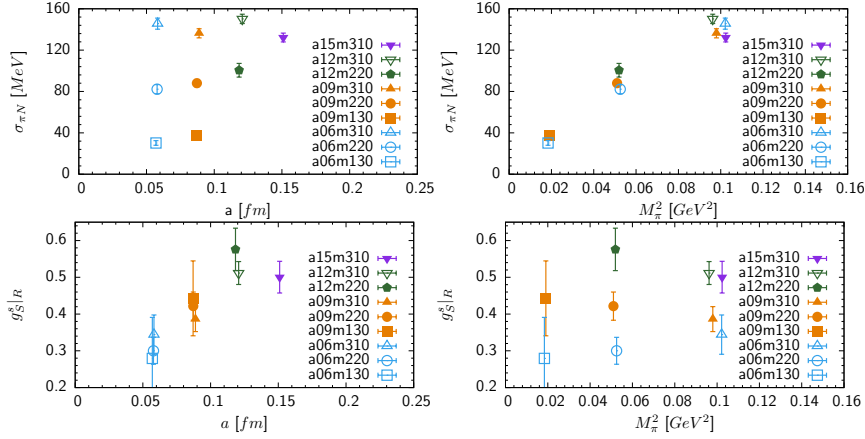 160
120
80
40
0
σπN [MeV]
0 0.05 0.1 0.15 0.2 0.25
a [fm]
a15m310
a12m310
a12m220
a09m310
a09m220
a09m130
a06m310
a06m220
a06m130
160
120
80
40
0
σπN [MeV]
0 0.02 0.04 0.06 0.08 0.1 0.12 0.14 0.16
M²π [GeV²]
a15m310
a12m310
a12m220
a09m310
a09m220
a09m130
a06m310
a06m220
a06m130
0.6
0.5
0.4
0.3
0.2
gˢS|R
0.00 0.05 0.10 0.15 0.20 0.25
a [fm]
a15m310
a12m310
a12m220
a09m310
a09m220
a09m130
a06m310
a06m220
a06m130
0.6
0.5
0.4
0.3
0.2
gˢS|R
0.02 0.04 0.06 0.08 0.1 0.12 0.14 0.16
M²π [GeV²]
a15m310
a12m310
a12m220
a09m310
a09m220
a09m130
a06m310
a06m220
a06m130